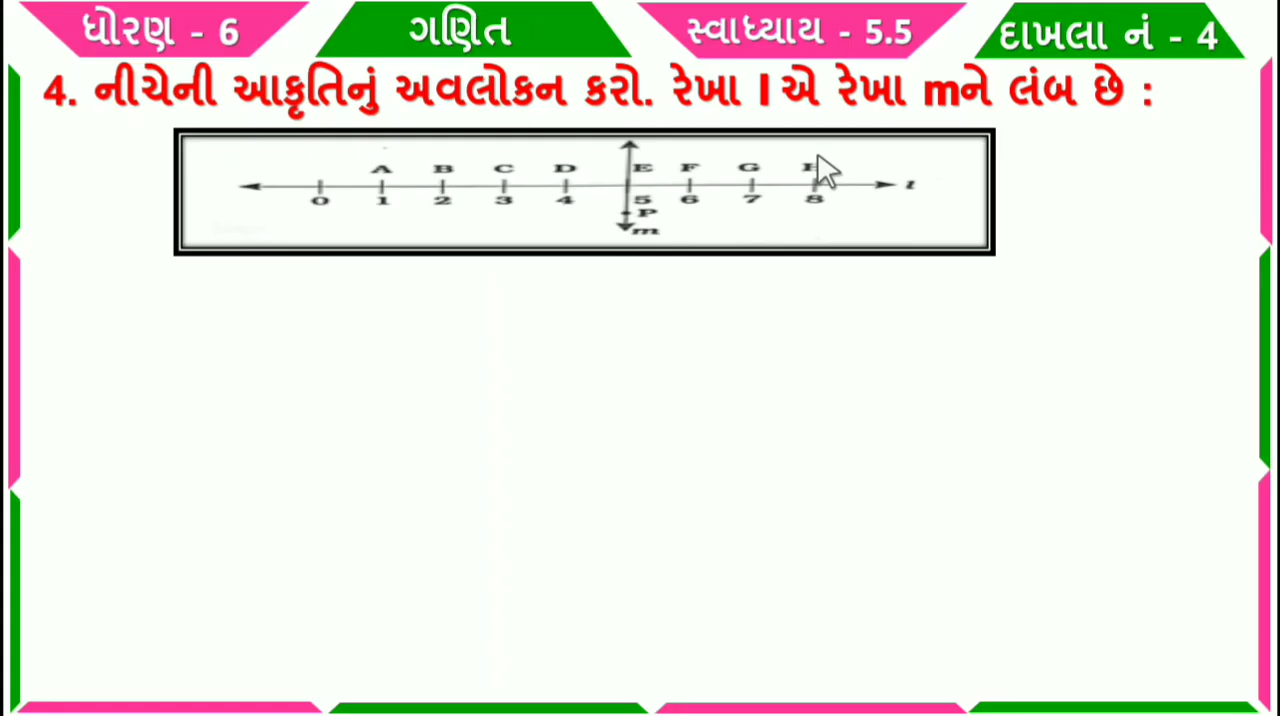 ધોરણ - 6 ગણિત સ્વાધ્યાય - 5.5 દાખલા નં - 4
4. નીચેની આકૃતિનું અવલોકન કરો. રેખા l એ રેખા mને લંબ છે :
A B C D E F G
l
0 1 2 3 4 5 6 7 8
P
m